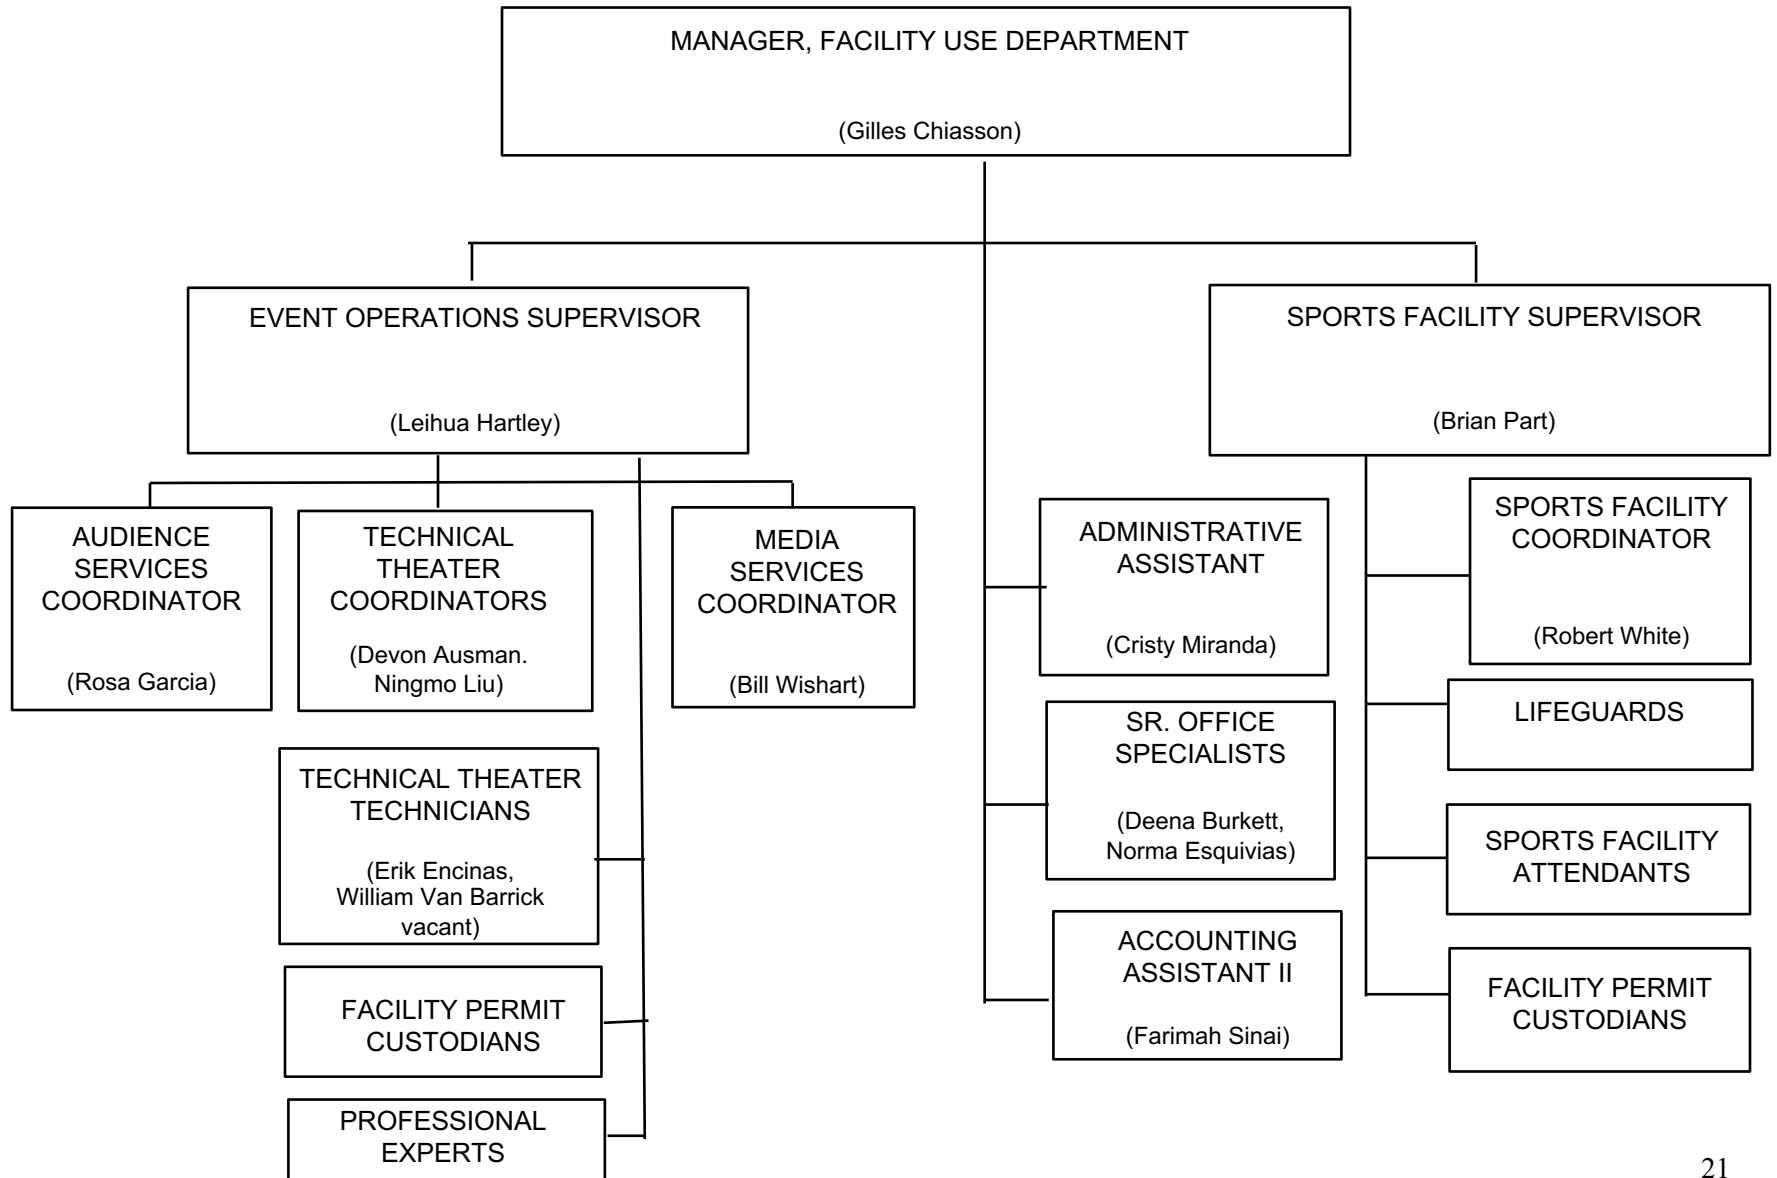 MANAGER, FACILITY USE DEPARTMENT
(Gilles Chiasson)
EVENT OPERATIONS SUPERVISOR
(Leihua Hartley)
SPORTS FACILITY SUPERVISOR
(Brian Part)
AUDIENCE
SERVICES
COORDINATOR
(Rosa Garcia)
TECHNICAL
THEATER
COORDINATORS
(Devon Ausman.
Ningmo Liu)
MEDIA
SERVICES
COORDINATOR
(Bill Wishart)
TECHNICAL THEATER
TECHNICIANS
(Erik Encinas,
William Van Barrick
vacant)
FACILITY PERMIT
CUSTODIANS
PROFESSIONAL
EXPERTS
ADMINISTRATIVE
ASSISTANT
(Cristy Miranda)
SR. OFFICE
SPECIALISTS
(Deena Burkett,
Norma Esquivias)
ACCOUNTING
ASSISTANT II
(Farimah Sinai)
SPORTS FACILITY
COORDINATOR
(Robert White)
LIFEGUARDS
SPORTS FACILITY
ATTENDANTS
FACILITY PERMIT
CUSTODIANS
21